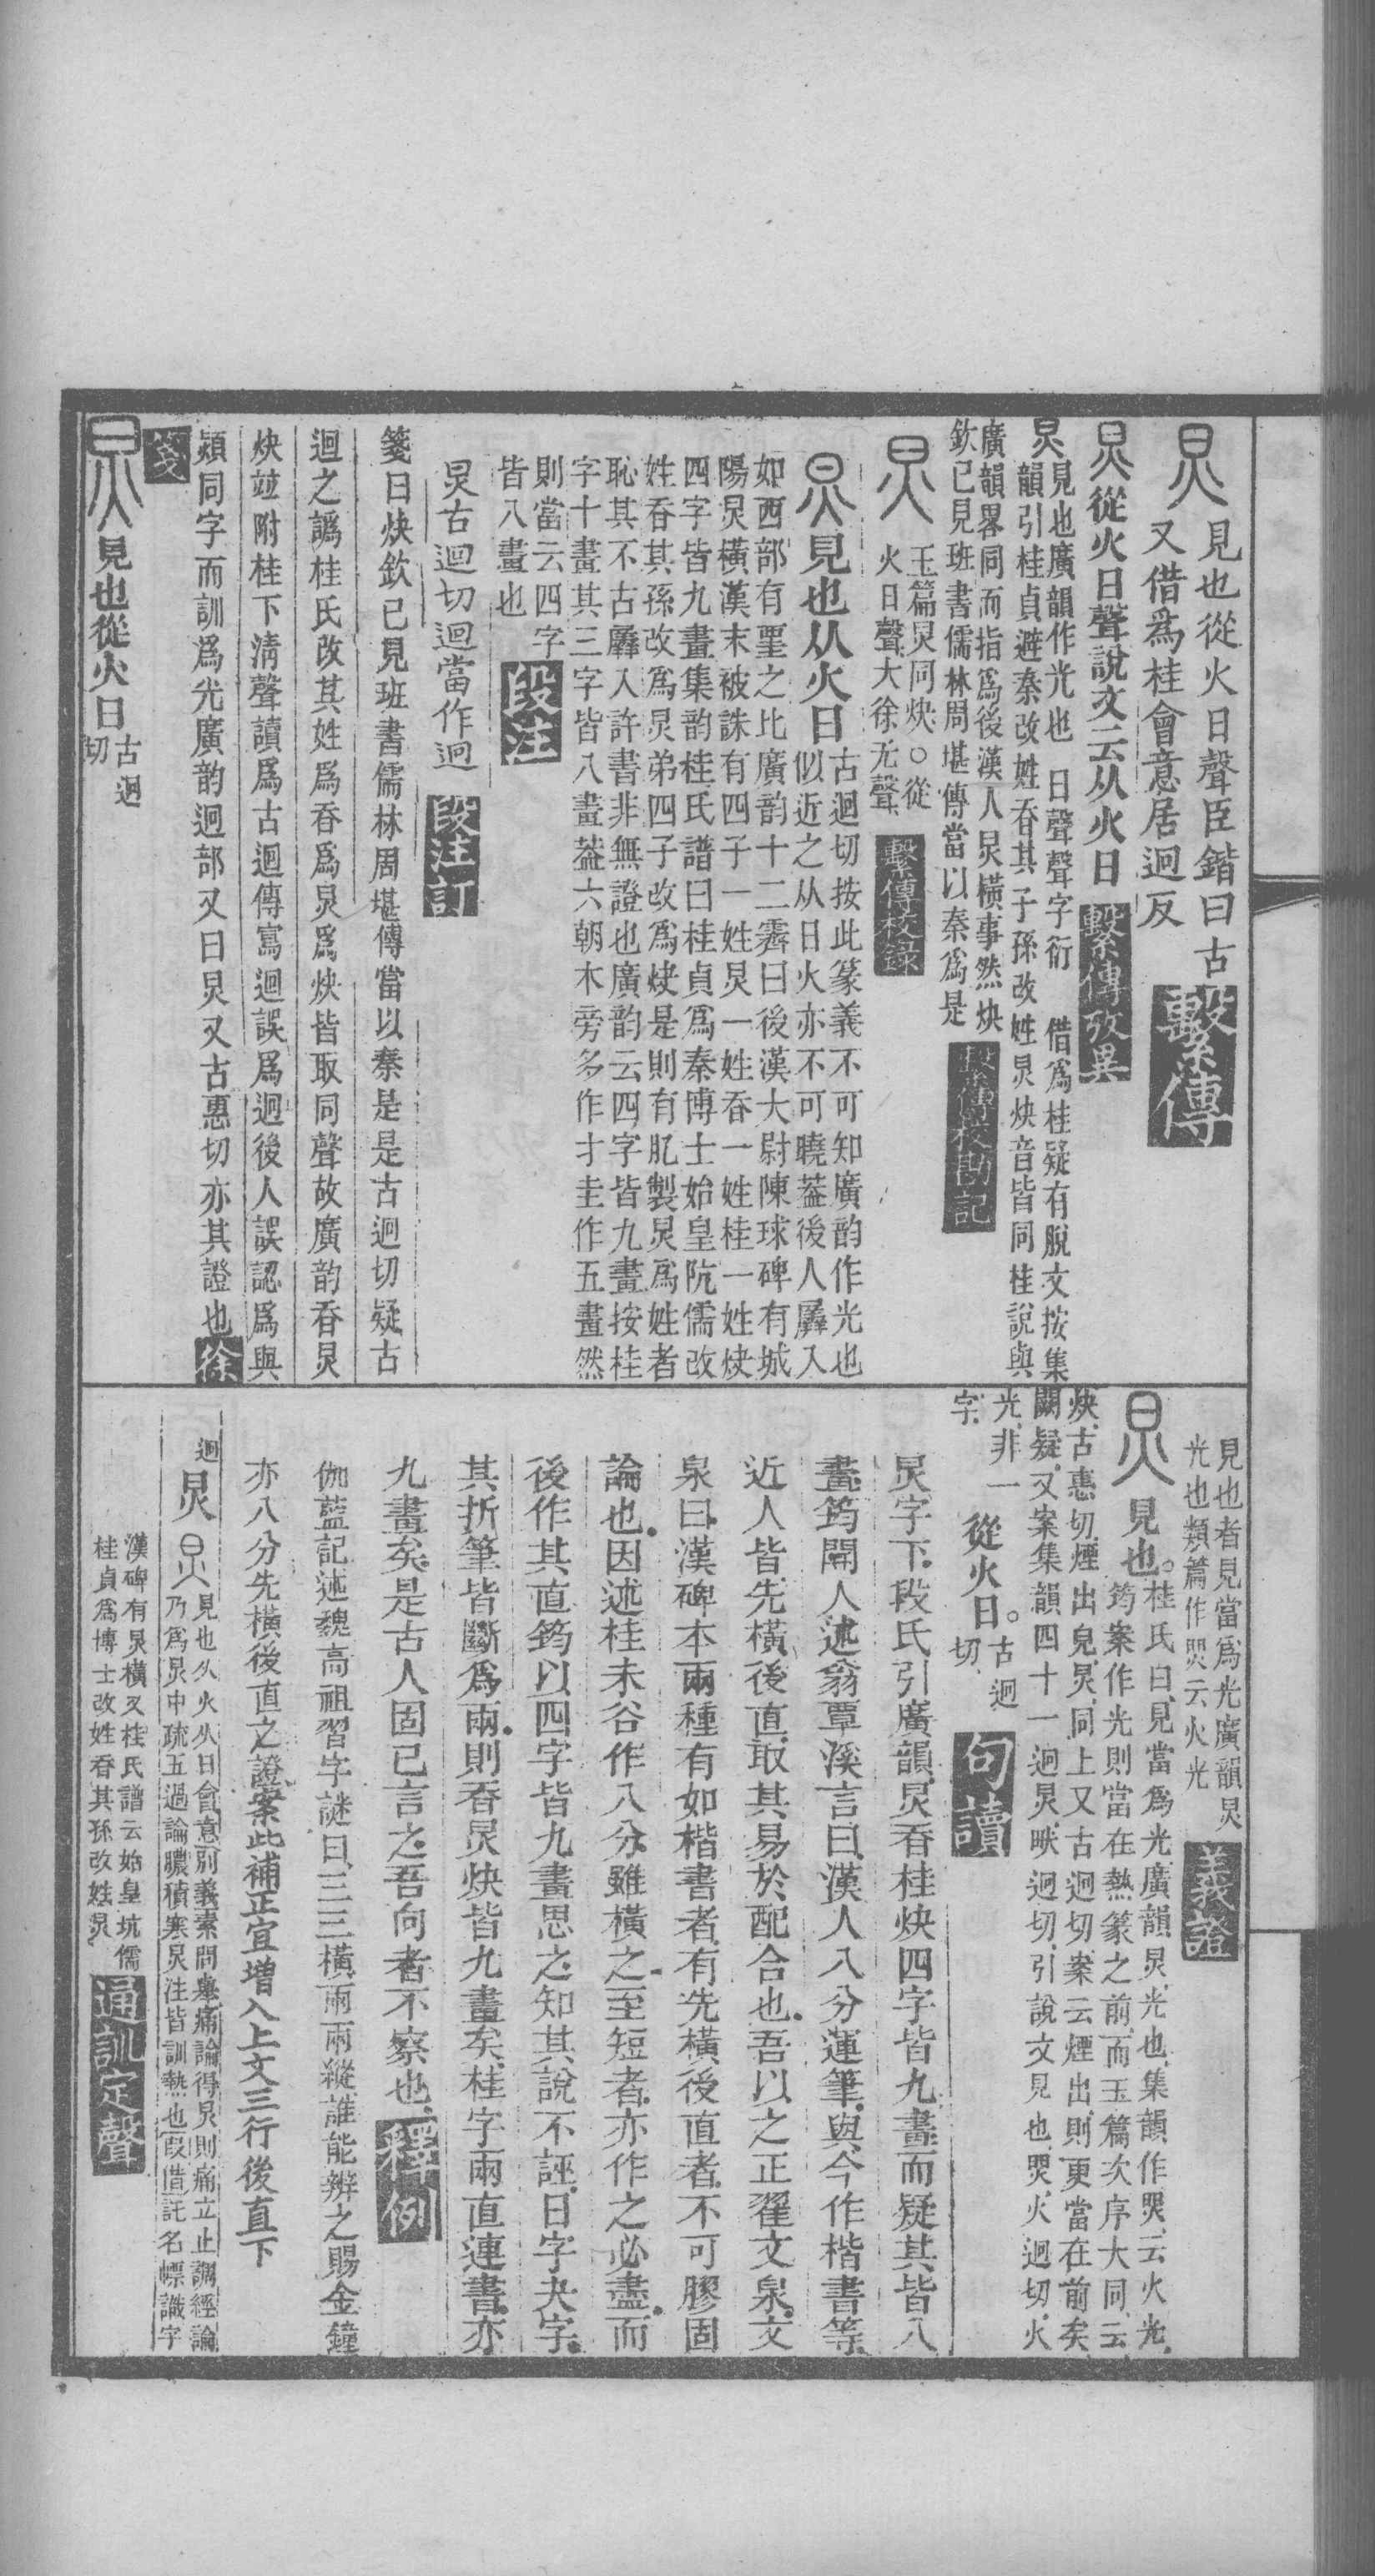 見也從火日聲臣鍇曰古
又借爲桂會意居迥反
繫傳
從火日聲說文云从火日
繫傳攷異
炅見也廣韻作光也 日聲聲字衍 借爲桂疑有脫文按集
韻引桂貞避秦改姓吞其子孫改姓炅炔音皆同桂說與
廣韻畧同而指爲後漢人炅橫事然炔
欽已見班書儒林周堪傳當以秦爲是
繫傳校勘記
玉篇炅同炔○從
火日聲大徐无聲
繫傳校錄
見也从火日
古迥切按此篆義不可知廣韵作光也
似近之从日火亦不可曉葢後人羼入
如西部有𡍮之比廣韵十二霽曰後漢大尉陳球碑有城
陽炅橫漢末被誅有四子一姓炅一姓吞一姓桂一姓炔
四字皆九畫集韵桂氏譜曰桂貞爲秦博士始皇阬儒改
姓吞其孫改爲炅弟四子改爲炔是則有肊製炅爲姓者
恥其不古羼入許書非無證也廣韵云四字皆九畫按桂
字十畫其三字皆八畫葢六朝木旁多作才圭作五畫然
則當云四字
皆八畫也
段注
炅古迴切迴當作迥
段注訂
箋曰炔欽已見班書儒林周堪傳當以秦是是古迥切疑古
迴之譌桂氏改其姓爲吞爲炅爲炔皆取同聲故廣韵吞炅
炔竝附桂下清聲讀爲古迴傳寫迴誤爲迥後人誤認爲與
熲同字而訓爲光廣韵迥部又曰炅又古惠切亦其證也
徐箋
見也從火日
古迥
切
見也者見當爲光廣韻炅
光也類篇作炛云火光
義證
見也。
桂氏曰見當爲光廣韻炅光也集韻作炛云火光
筠案作光則當在熱篆之前而玉篇次序大同云
炔古惠切煙出皃炅同上又古迥切案云煙出則更當在前矣
闕疑又案集韻四十一迥炅㫎迥切引說文見也炛火迥切火
光非一
字
從火日。
古迥
切
句讀
炅字下段氏引廣韻炅吞桂炔四字皆九畫而疑其皆八
畫筠聞人述翁覃溪言曰漢人八分運筆與今作楷書等
近人皆先橫後直取其易於配合也吾以之正翟文泉文
泉曰漢碑本兩種有如楷書者有先橫後直者不可膠固
論也因述桂未谷作八分雖橫之至短者亦作之必盡而
後作其直筠以四字皆九畫思之知其說不誣日字夬字
其折筆皆斷爲兩則吞炅炔皆九畫矣桂字兩直連書亦
九畫矣是古人固已言之吾向者不察也
釋例
伽藍記述魏高祖習字謎曰三三橫兩兩縱誰能辨之賜金鐘
亦八分先橫後直之證案此補正宜增入上文三行後直下
迥
炅
見也从火从日會意別義素問舉痛論得炅則痛立止調經論
乃爲炅中疏五過論膿積寒炅注皆訓熱也叚借託名幖識字
漢碑有炅橫又桂氏譜云始皇坑儒
桂貞爲博士改姓吞其孫改姓炅
通訓定聲